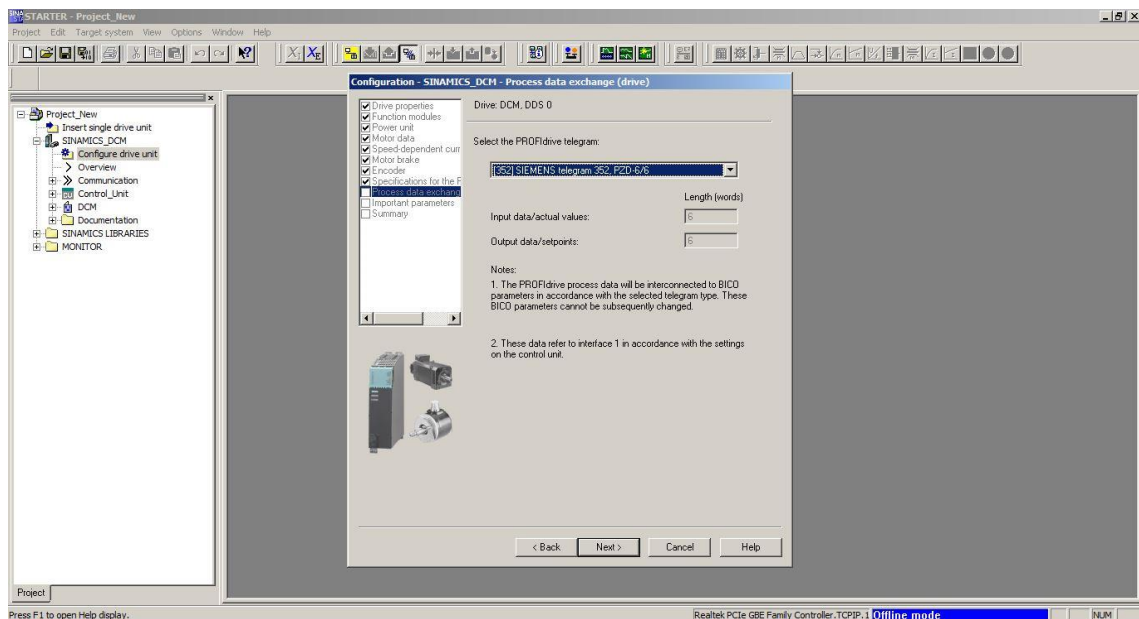 STARTER - Project_New
Project Edit Target system View Options Window Help
Project_New
Insert single drive unit
SINAMICS_DCM
Configure drive unit
Overview
Communication
Control_Unit
DCM
Documentation
SINAMICS LIBRARIES
MONITOR
Project
Configuration - SINAMICS_DCM - Process data exchange (drive)
Drive properties
Function modules
Power unit
Motor data
Speed-dependent curr
Motor brake
Encoder
Specifications for the F
Process data exchang
Important parameters
Summary
Drive: DCM, DDS 0
Select the PROFIdrive telegram:
[352] SIEMENS telegram 352, PZD-6/6
Length (words)
Input data/actual values: 6
Output data/setpoints: 6
Notes:
1. The PROFIdrive process data will be interconnected to BICO
parameters in accordance with the selected telegram type. These
BICO parameters cannot be subsequently changed.
2. These data refer to interface 1 in accordance with the settings
on the control unit.
< Back Next > Cancel Help
Press F1 to open Help display. Realtek PCIe GBE Family Controller.TCPIP.1 Offline mode NUM